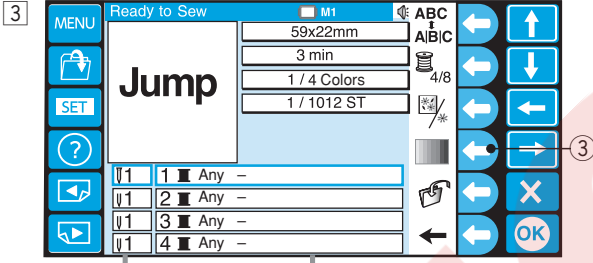 3
MENU
SET
?
Ready to Sew
M1
Jump
59x22mm
3 min
1 / 4 Colors
1 / 1012 ST
1 1 Any –
1 2 Any –
1 3 Any –
1 4 Any –
ABC
A|B|C
4/8
X
OK
3